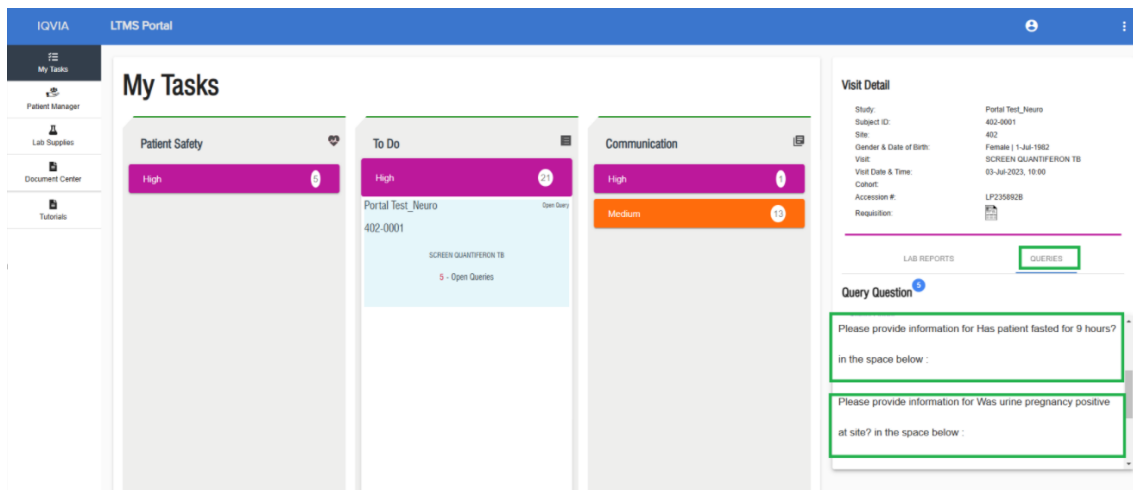 IQVIA
LTMS Portal
My Tasks
Patient Manager
Lab Supplies
Document Center
Tutorials
My Tasks
Patient Safety
High
5
To Do
High
21
Portal Test_Neuro
Open Query
402-0001
SCREEN QUANTIFERON TB
5 - Open Queries
Communication
High
1
Medium
13
Visit Detail
Study: Portal Test_Neuro
Subject ID: 402-0001
Site: 402
Gender & Date of Birth: Female | 1-Jul-1982
Visit: SCREEN QUANTIFERON TB
Visit Date & Time: 03-Jul-2023, 10:00
Cohort:
Accession #: LP235892B
Requisition:
LAB REPORTS
QUERIES
Query Question 5
Please provide information for Has patient fasted for 9 hours?
in the space below :
Please provide information for Was urine pregnancy positive
at site? in the space below :